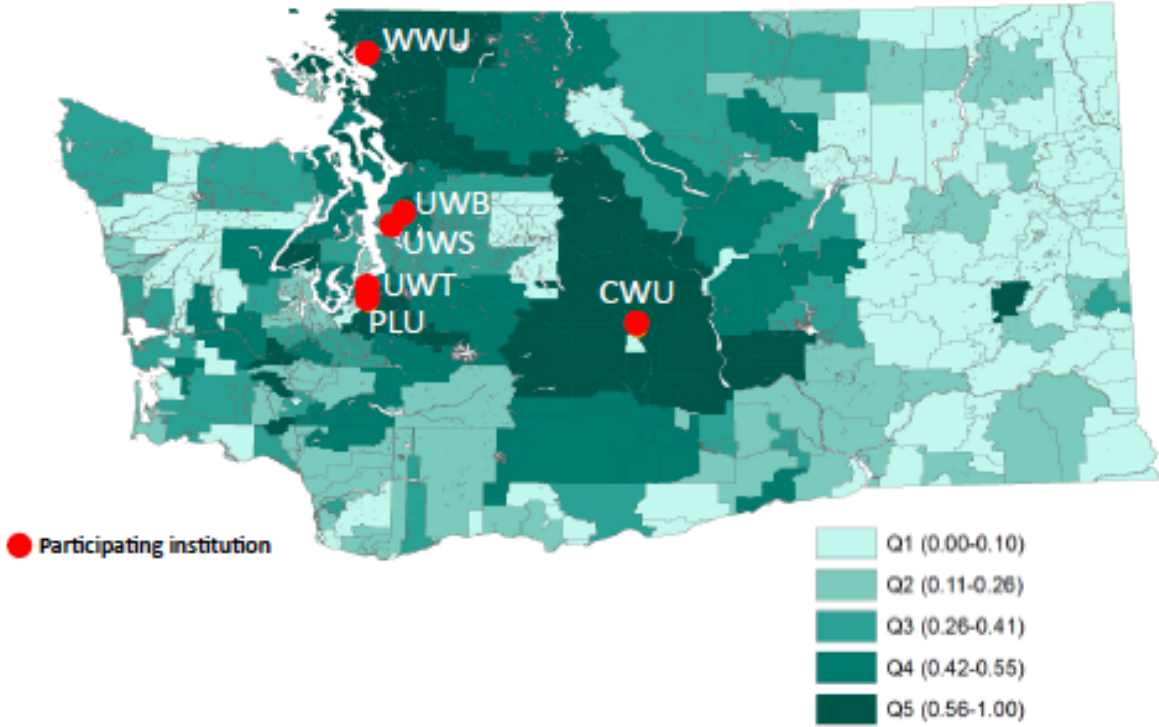 WWU
UWB
UWS
UWT
PLU
CWU
Participating institution
Q1 (0.00-0.10)
Q2 (0.11-0.26)
Q3 (0.26-0.41)
Q4 (0.42-0.55)
Q5 (0.56-1.00)